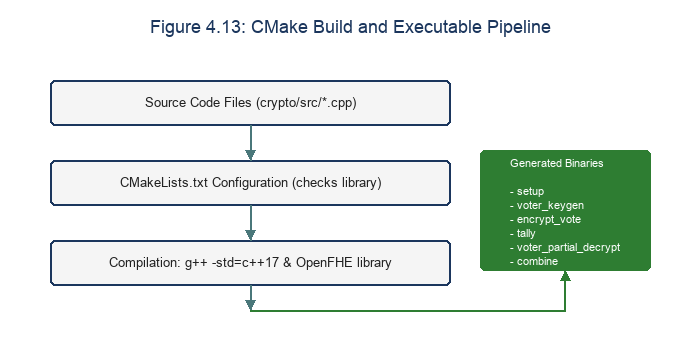 Figure 4.13: CMake Build and Executable Pipeline
Source Code Files (crypto/src/*.cpp)
CMakeLists.txt Configuration (checks library)
Compilation: g++ -std=c++17 & OpenFHE library
Generated Binaries
- setup
- voter_keygen
- encrypt_vote
- tally
- voter_partial_decrypt
- combine